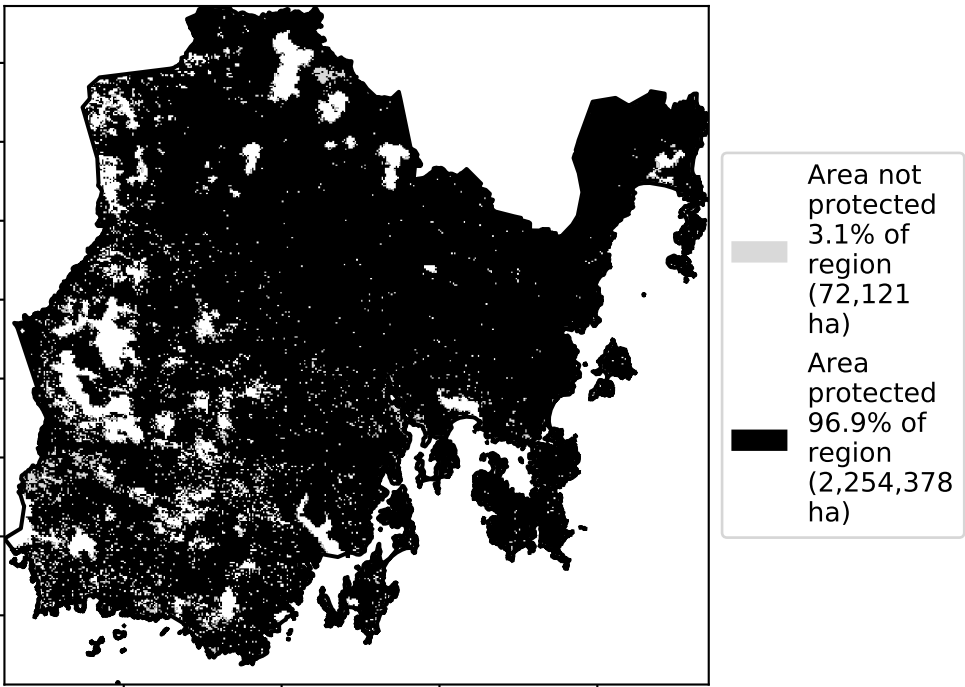 Area not
protected
3.1% of
region
(72,121
ha)
Area
protected
96.9% of
region
(2,254,378
ha)